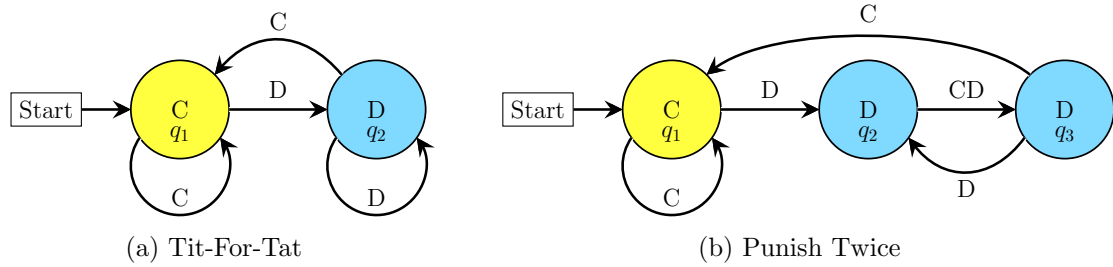 C
C
Start
C
q₁
D
D
q₂
C
D
(a) Tit-For-Tat
Start
C
q₁
D
D
q₂
CD
D
q₃
C
D
(b) Punish Twice